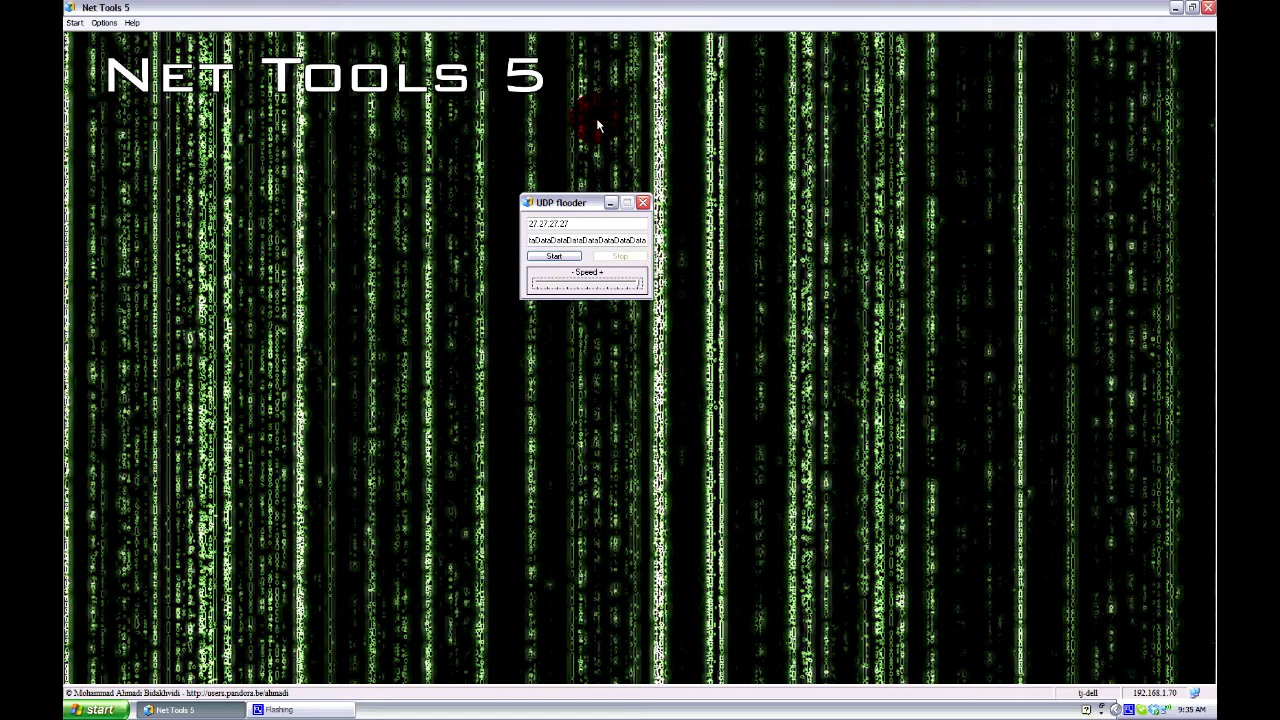 Net Tools 5
Start Options Help
Net Tools 5
UDP flooder
27.27.27.27
taDataDataDataDataDataDataData
Start Stop
- Speed +
© Mohammad Ahmadi Bidakhvidi - http://users.pandora.be/ahmadi
tj-dell
192.168.1.70
start
Net Tools 5
Flashing
9:35 AM